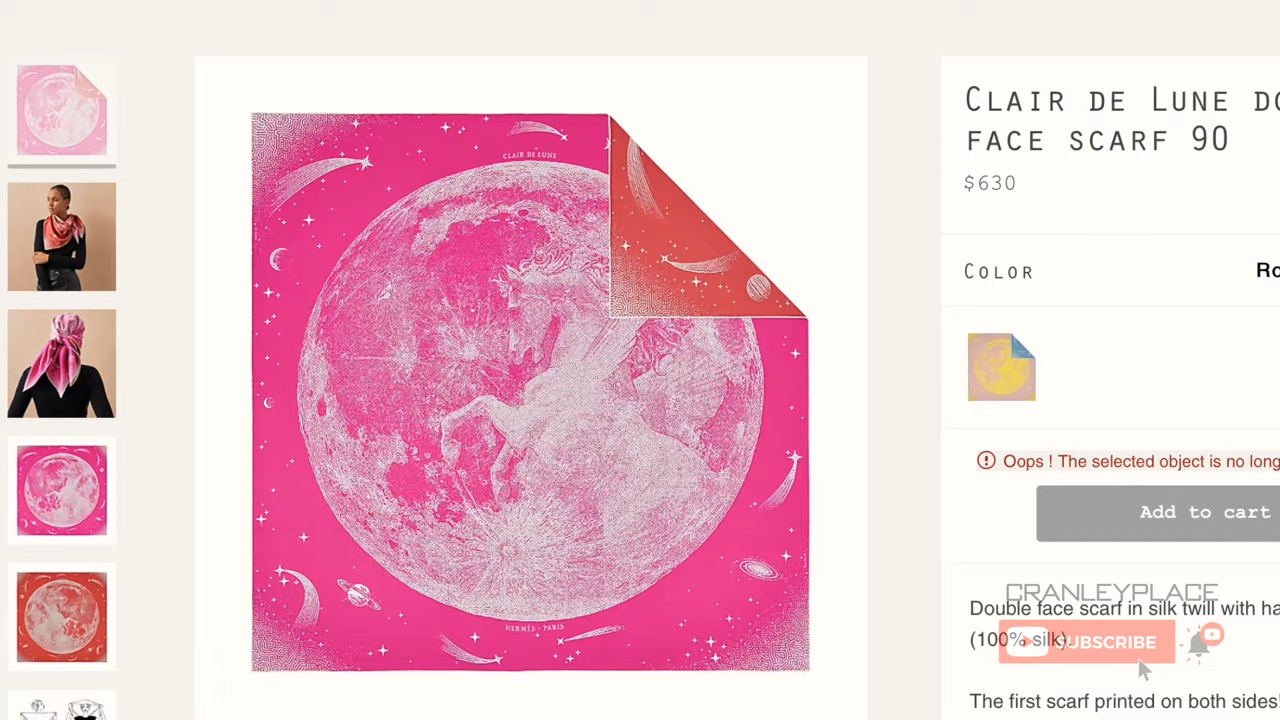 CLAIR DE LUNE
HERMÈS - PARIS
CLAIR DE LUNE DO
FACE SCARF 90
$630
COLOR
Ro
Oops ! The selected object is no long
Add to cart
CRANLEYPLACE
Double face scarf in silk twill with ha
(100% silk).
SUBSCRIBE
The first scarf printed on both sides!